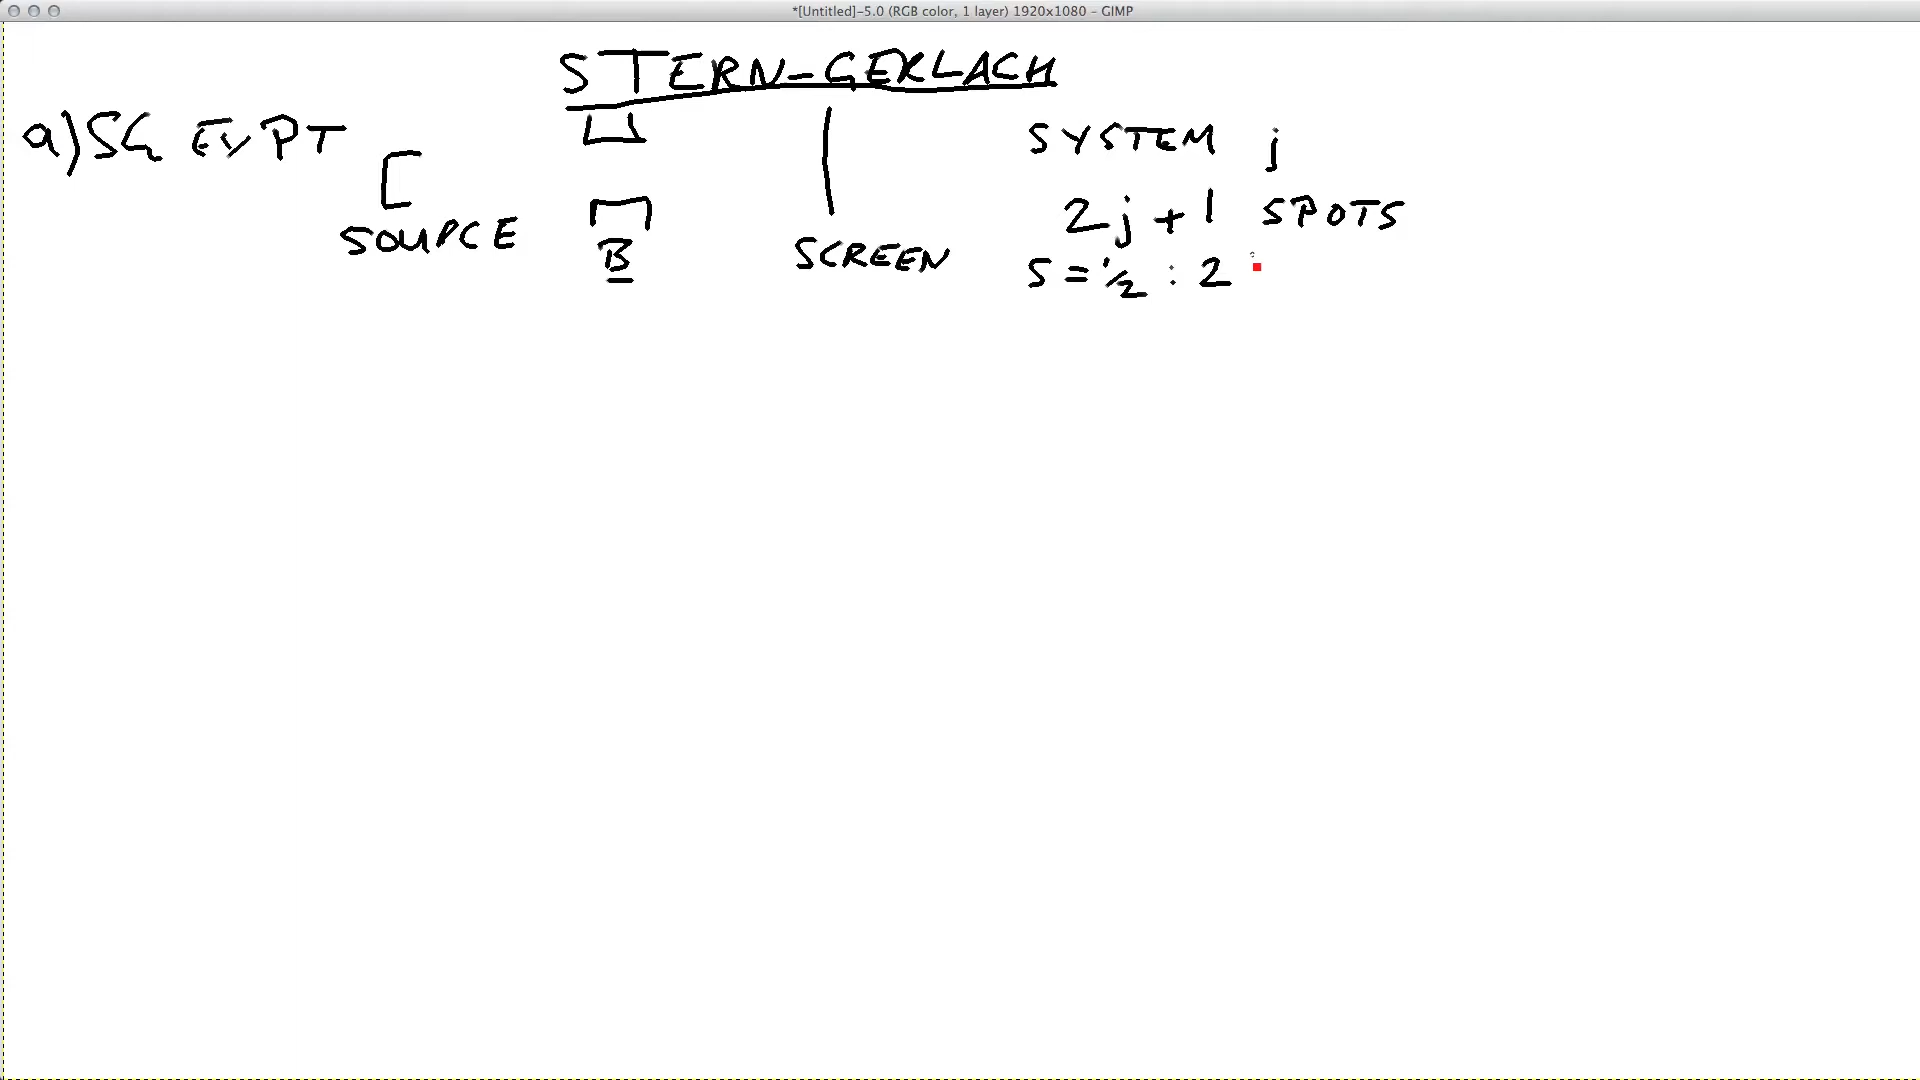 *[Untitled]-5.0 (RGB color, 1 layer) 1920x1080 – GIMP
STERN-GERLACH
a) SG EXPT
SOURCE
B
SCREEN
SYSTEM j
2j + 1 SPOTS
S = 1/2 : 2